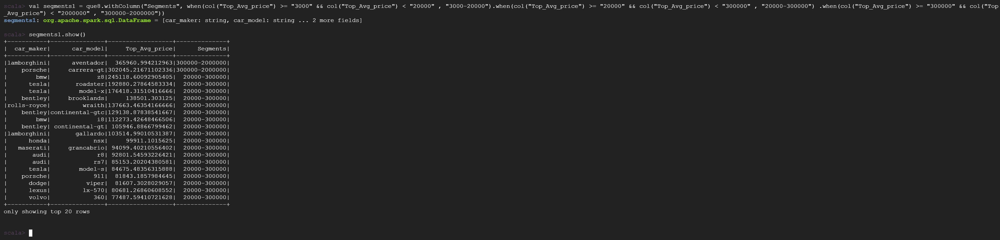 scala> val segments1 = que8.withColumn("Segments", when(col("Top_Avg_price") >= "3000" && col("Top_Avg_price") < "20000" , "3000-20000").when(col("Top_Avg_price") >= "20000" && col("Top_Avg_price") < "300000" , "20000-300000") .when(col("Top_Avg_price") >= "300000" && col("Top
_Avg_price") < "2000000" , "300000-2000000"))
segments1: org.apache.spark.sql.DataFrame = [car_maker: string, car_model: string ... 2 more fields]
scala> segments1.show()
+-----------+---------------+------------------+--------------+
|  car_maker|      car_model|     Top_Avg_price|      Segments|
+-----------+---------------+------------------+--------------+
|lamborghini|      aventador|  365960.994212963|300000-2000000|
|    porsche|     carrera-gt|302045.21671102336|300000-2000000|
|        bmw|             z8|245118.60092905405|  20000-300000|
|      tesla|       roadster|192880.27864583334|  20000-300000|
|      tesla|        model-x|176418.31510416666|  20000-300000|
|    bentley|     brooklands|     138501.303125|  20000-300000|
|rolls-royce|         wraith|137663.46354166666|  20000-300000|
|    bentley|continental-gtc|129138.87838541667|  20000-300000|
|        bmw|             i8|112273.42648466506|  20000-300000|
|    bentley| continental-gt| 105946.8866799462|  20000-300000|
|lamborghini|       gallardo|103514.99010531387|  20000-300000|
|      honda|            nsx|     99911.1015625|  20000-300000|
|   maserati|     grancabrio| 94099.40210556402|  20000-300000|
|       audi|             r8| 92801.54593226421|  20000-300000|
|       audi|            rs7| 85153.20204380581|  20000-300000|
|      tesla|        model-s| 84675.48356315888|  20000-300000|
|    porsche|            911|  81843.1857984645|  20000-300000|
|      dodge|          viper|  81607.3028029057|  20000-300000|
|      lexus|         lx-570| 80681.26860608552|  20000-300000|
|      volvo|            360| 77487.59410721628|  20000-300000|
+-----------+---------------+------------------+--------------+
only showing top 20 rows
scala>